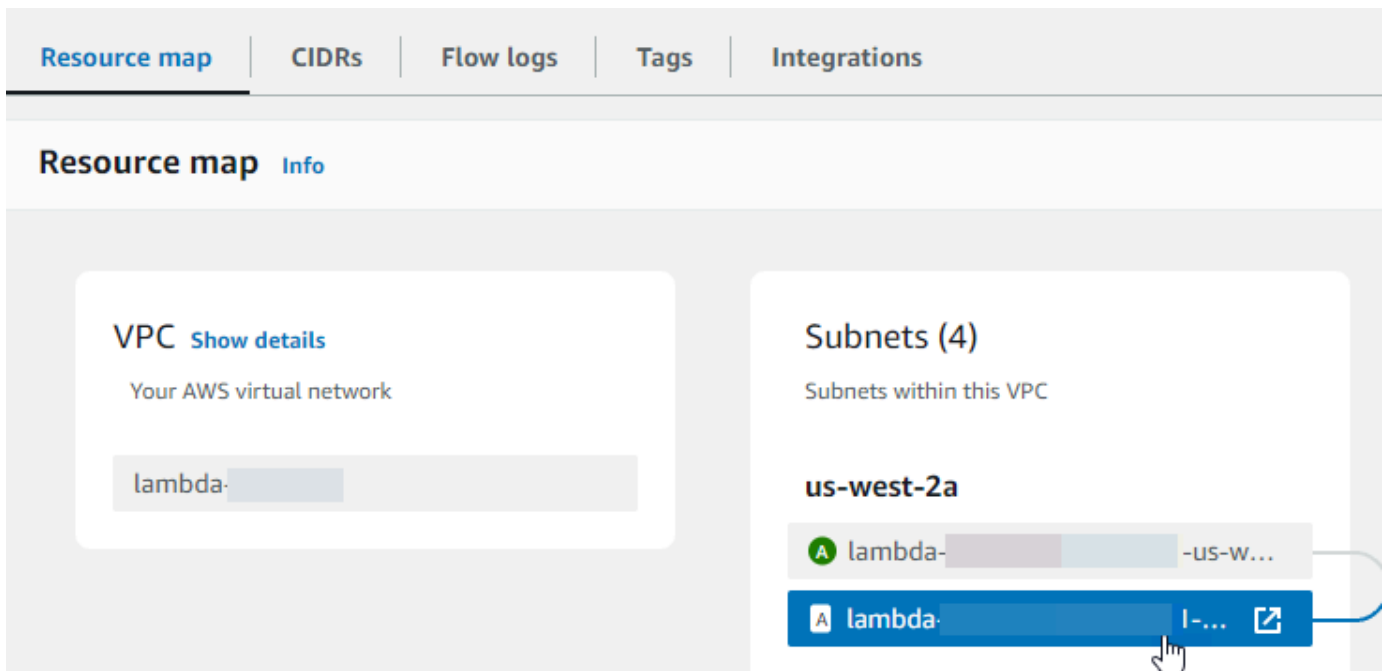 Resource map CIDRs Flow logs Tags Integrations
Resource map Info
VPC Show details
Your AWS virtual network
lambda-
Subnets (4)
Subnets within this VPC
us-west-2a
A lambda- -us-w...
A lambda- l-...